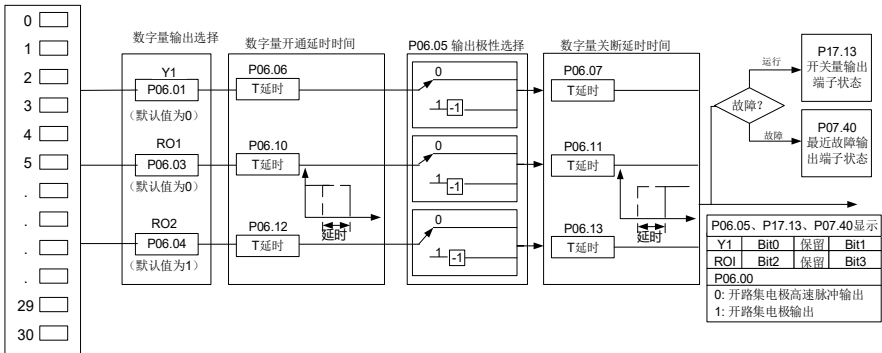 0
1
2
3
4
5
.
.
.
.
29
30
数字量输出选择
Y1
P06.01
（默认值为0）
RO1
P06.03
（默认值为0）
RO2
P06.04
（默认值为1）
数字量开通延时时间
P06.06
T延时
P06.10
T延时
P06.12
T延时
延时
P06.05 输出极性选择
0
1 -1
0
1 -1
0
1 -1
数字量关断延时时间
P06.07
T延时
P06.11
T延时
P06.13
T延时
延时
故障？
运行
故障
P17.13
开关量输出
端子状态
P07.40
最近故障输
出端子状态
P06.05、P17.13、P07.40显示
Y1 Bit0 保留 Bit1
ROI Bit2 保留 Bit3
P06.00
0: 开路集电极高速脉冲输出
1: 开路集电极输出